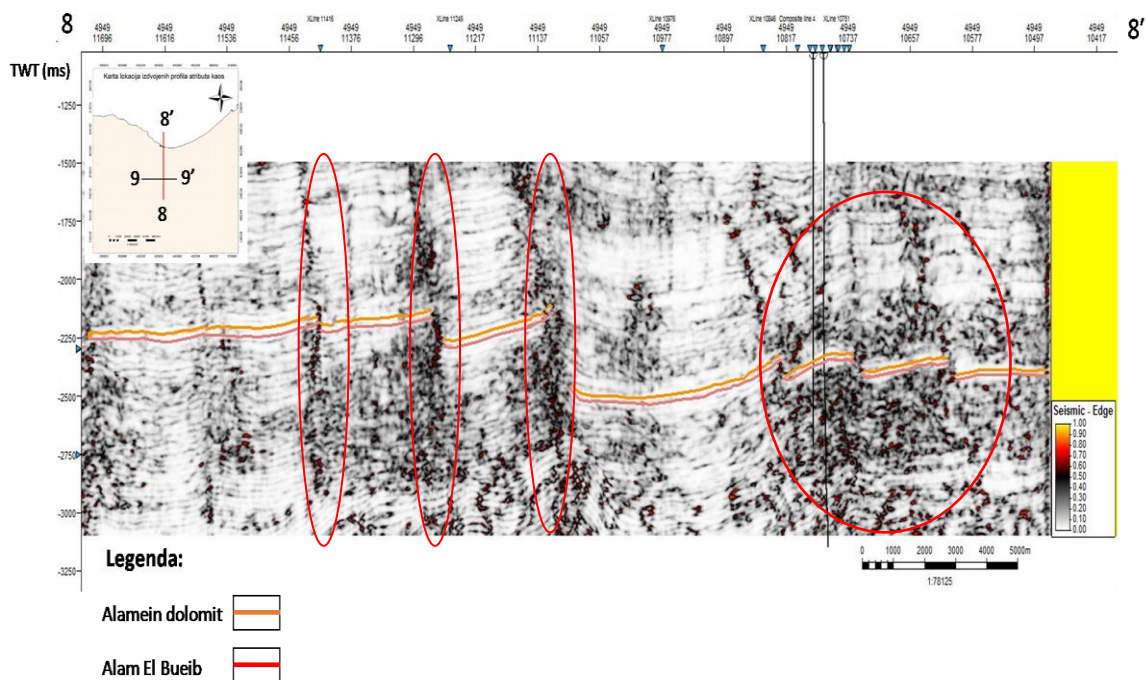 8
8'
4949 4949 4949 4949 4949 4949 4949 4949 4949 4949 4949 4949 4949 4949 4949 4949 4949
XLine 11416 XLine 11249 XLine 10976 XLine 10846 Composite line 4 XLine 10751
11696 11616 11536 11456 11376 11296 11217 11137 11057 10977 10897 10817 10737 10657 10577 10497 10417
TWT (ms)
Karta lokacija izdvojenih profila atributa kaos
8'
9 9'
8
-1250
-1500
-1750
-2000
-2250
-2500
-2750
-3000
-3250
Seismic - Edge
1.00
0.90
0.80
0.70
0.60
0.50
0.40
0.30
0.20
0.10
0.00
0 1000 2000 3000 4000 5000m
1:78125
Legenda:
Alamein dolomit
Alam El Bueib